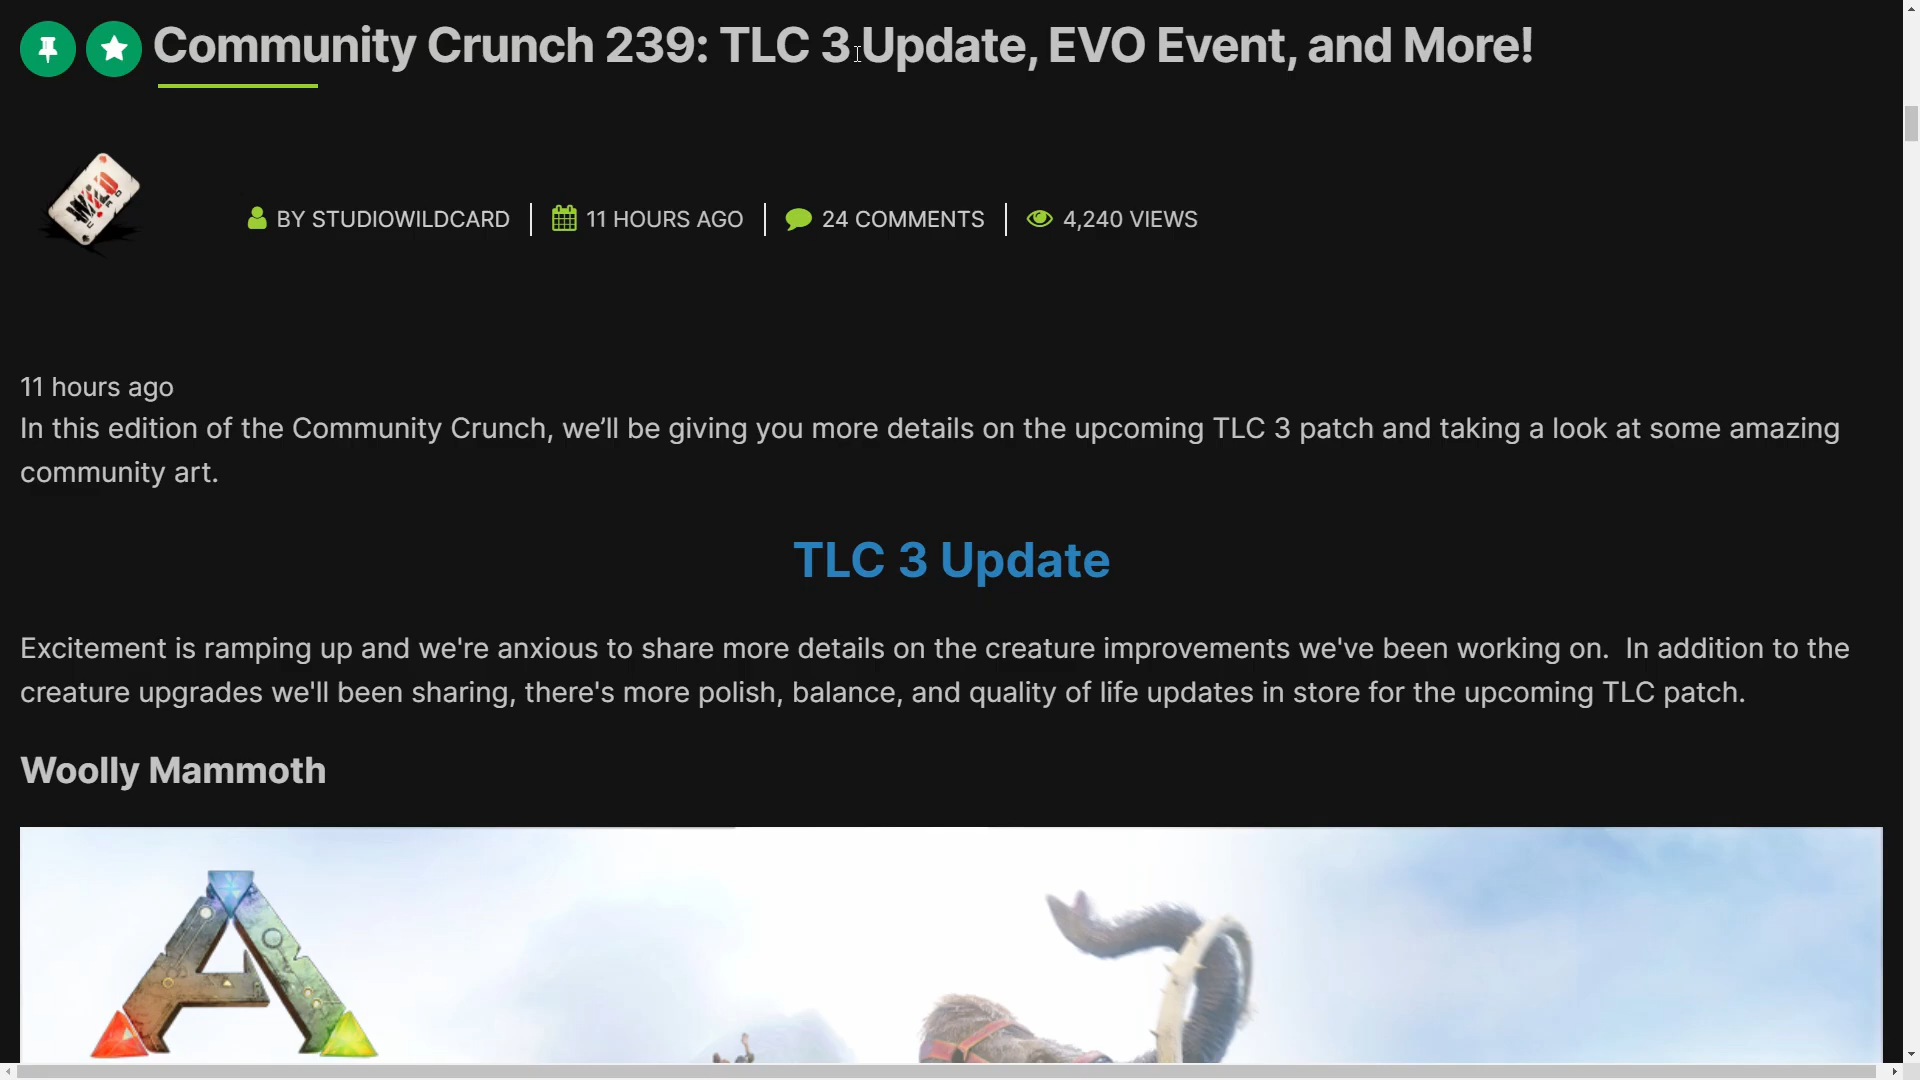 Community Crunch 239: TLC 3 Update, EVO Event, and More!
WILD
BY STUDIOWILDCARD
11 HOURS AGO
24 COMMENTS
4,240 VIEWS
11 hours ago
In this edition of the Community Crunch, we’ll be giving you more details on the upcoming TLC 3 patch and taking a look at some amazing
community art.
TLC 3 Update
Excitement is ramping up and we're anxious to share more details on the creature improvements we've been working on.  In addition to the
creature upgrades we'll been sharing, there's more polish, balance, and quality of life updates in store for the upcoming TLC patch.
Woolly Mammoth